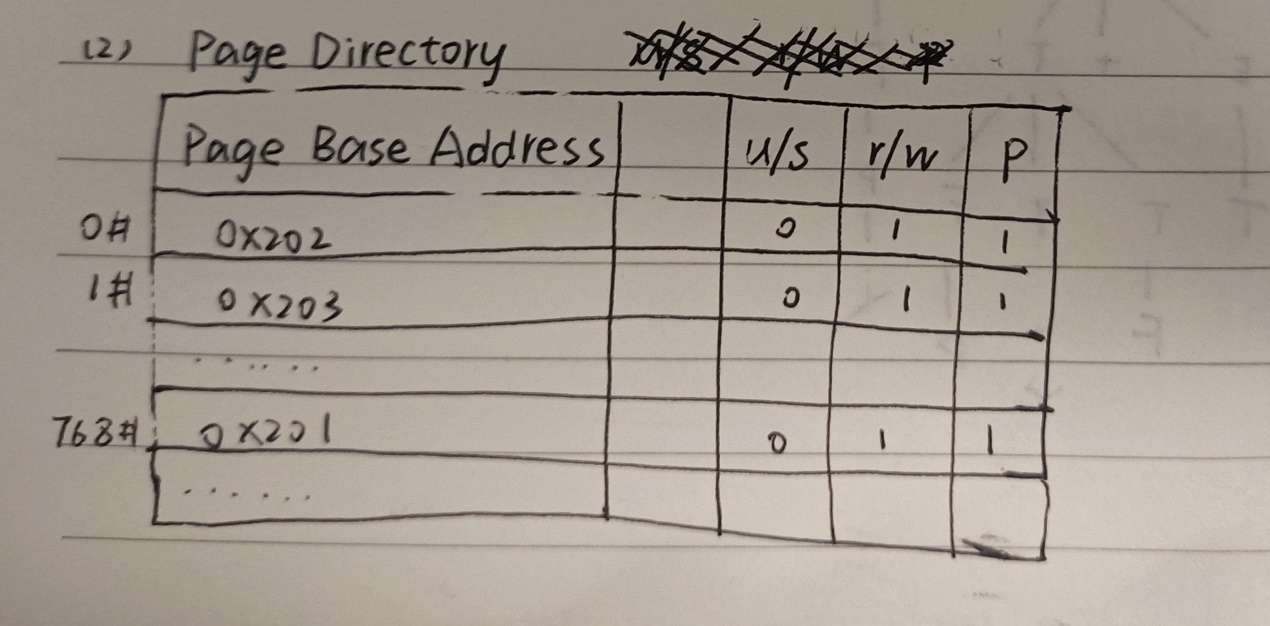 (2) Page Directory
Page Base Address u/s r/w P
0# 0x202 0 1 1
1# 0x203 0 1 1
......
768# 0x201 0 1 1
......